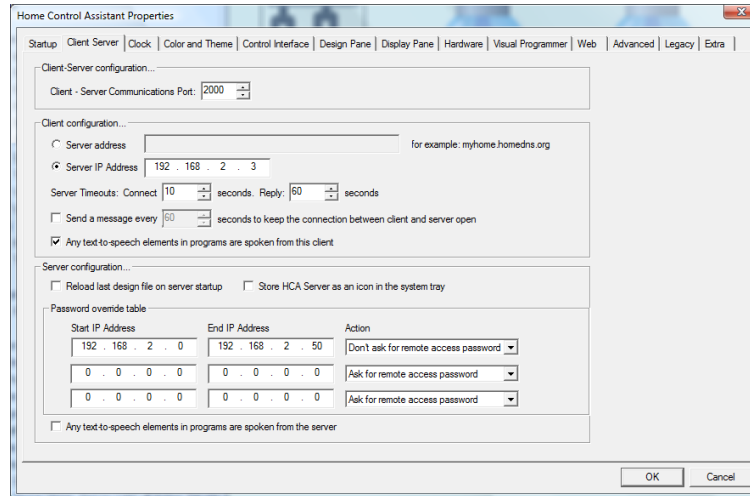 Home Control Assistant Properties
Startup Client Server Clock Color and Theme Control Interface Design Pane Display Pane Hardware Visual Programmer Web Advanced Legacy Extra
Client-Server configuration...
Client - Server Communications Port: 2000
Client configuration...
Server address for example: myhome.homedns.org
Server IP Address 192 . 168 . 2 . 3
Server Timeouts: Connect 10 seconds. Reply: 60 seconds
Send a message every 60 seconds to keep the connection between client and server open
Any text-to-speech elements in programs are spoken from this client
Server configuration...
Reload last design file on server startup Store HCA Server as an icon in the system tray
Password override table
Start IP Address End IP Address Action
192 . 168 . 2 . 0 192 . 168 . 2 . 50 Don't ask for remote access password
0 . 0 . 0 . 0 0 . 0 . 0 . 0 Ask for remote access password
0 . 0 . 0 . 0 0 . 0 . 0 . 0 Ask for remote access password
Any text-to-speech elements in programs are spoken from the server
OK Cancel